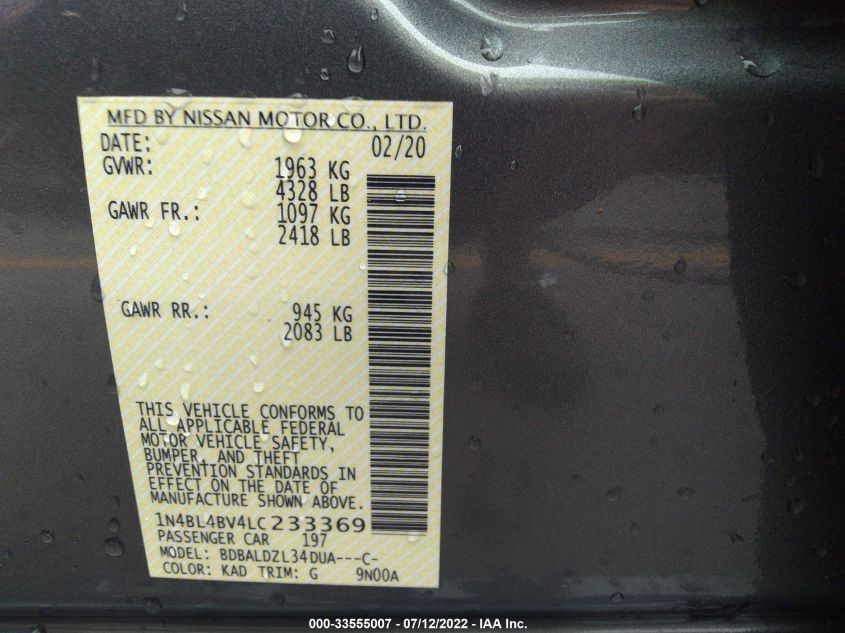 MFD BY NISSAN MOTOR CO., LTD.
DATE: 02/20
GVWR: 1963 KG
4328 LB
GAWR FR.: 1097 KG
2418 LB
GAWR RR.: 945 KG
2083 LB
THIS VEHICLE CONFORMS TO
ALL APPLICABLE FEDERAL
MOTOR VEHICLE SAFETY,
BUMPER, AND THEFT
PREVENTION STANDARDS IN
EFFECT ON THE DATE OF
MANUFACTURE SHOWN ABOVE.
1N4BL4BV4LC233369
PASSENGER CAR 197
MODEL: BDBALDZL34DUA---C-
COLOR: KAD TRIM: G 9N00A
000-33555007 - 07/12/2022 - IAA Inc.